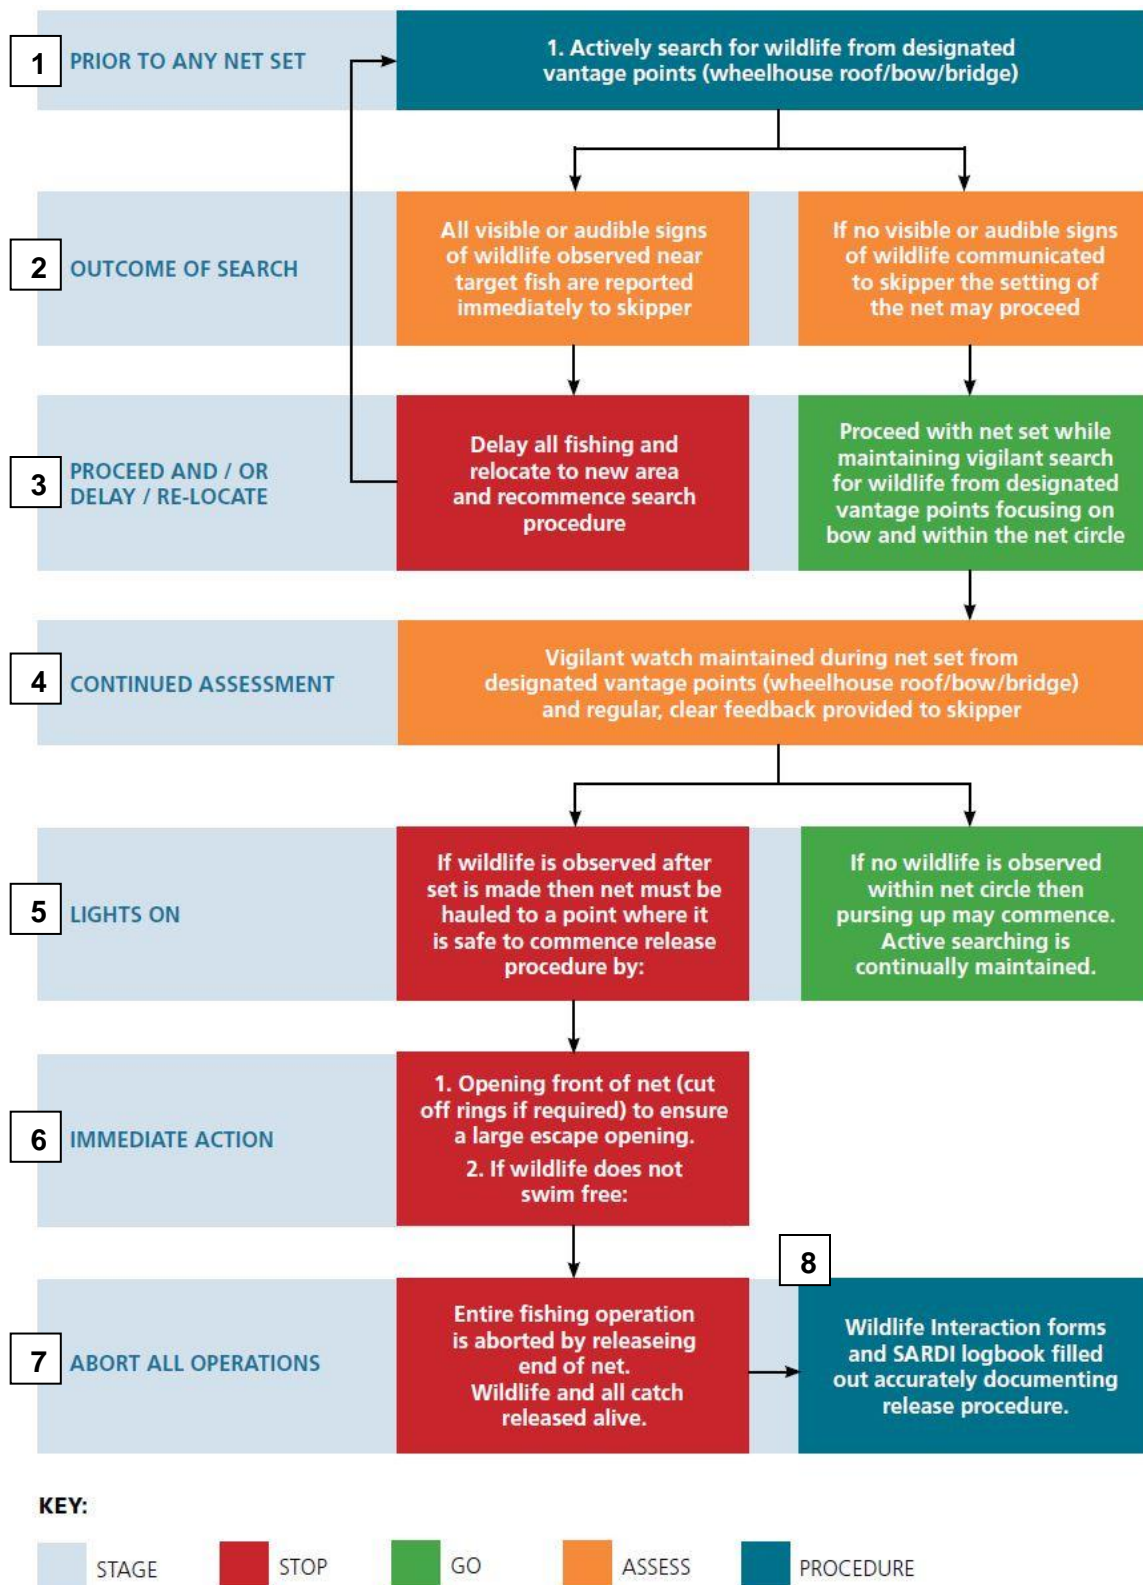 1
PRIOR TO ANY NET SET
1. Actively search for wildlife from designated
vantage points (wheelhouse roof/bow/bridge)
2
OUTCOME OF SEARCH
All visible or audible signs
of wildlife observed near
target fish are reported
immediately to skipper
If no visible or audible signs
of wildlife communicated
to skipper the setting of
the net may proceed
3
PROCEED AND / OR
DELAY / RE-LOCATE
Delay all fishing and
relocate to new area
and recommence search
procedure
Proceed with net set while
maintaining vigilant search
for wildlife from designated
vantage points focusing on
bow and within the net circle
4
CONTINUED ASSESSMENT
Vigilant watch maintained during net set from
designated vantage points (wheelhouse roof/bow/bridge)
and regular, clear feedback provided to skipper
5
LIGHTS ON
If wildlife is observed after
set is made then net must be
hauled to a point where it
is safe to commence release
procedure by:
If no wildlife is observed
within net circle then
pursing up may commence.
Active searching is
continually maintained.
6
IMMEDIATE ACTION
1. Opening front of net (cut
off rings if required) to ensure
a large escape opening.
2. If wildlife does not
swim free:
7
ABORT ALL OPERATIONS
Entire fishing operation
is aborted by releaseing
end of net.
Wildlife and all catch
released alive.
8
Wildlife Interaction forms
and SARDI logbook filled
out accurately documenting
release procedure.
KEY:
STAGE
STOP
GO
ASSESS
PROCEDURE